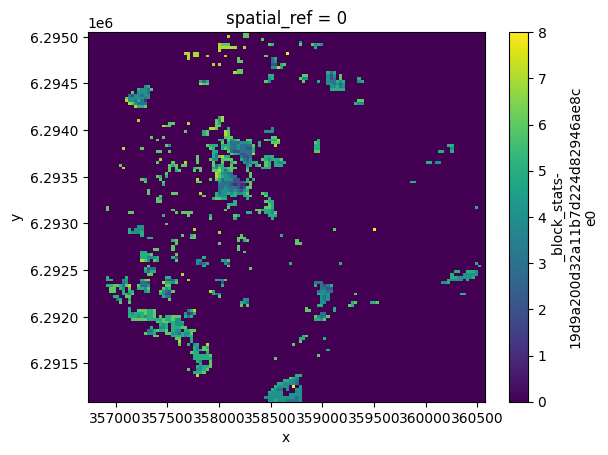 spatial_ref = 0
1e6
6.2950
6.2945
6.2940
6.2935
6.2930
6.2925
6.2920
6.2915
y
357000 357500 358000 358500 359000 359500 360000 360500
x
8
7
6
5
4
3
2
1
0
_block_stats-
19d9a200d32a11b7d224d82946ae8c
e0